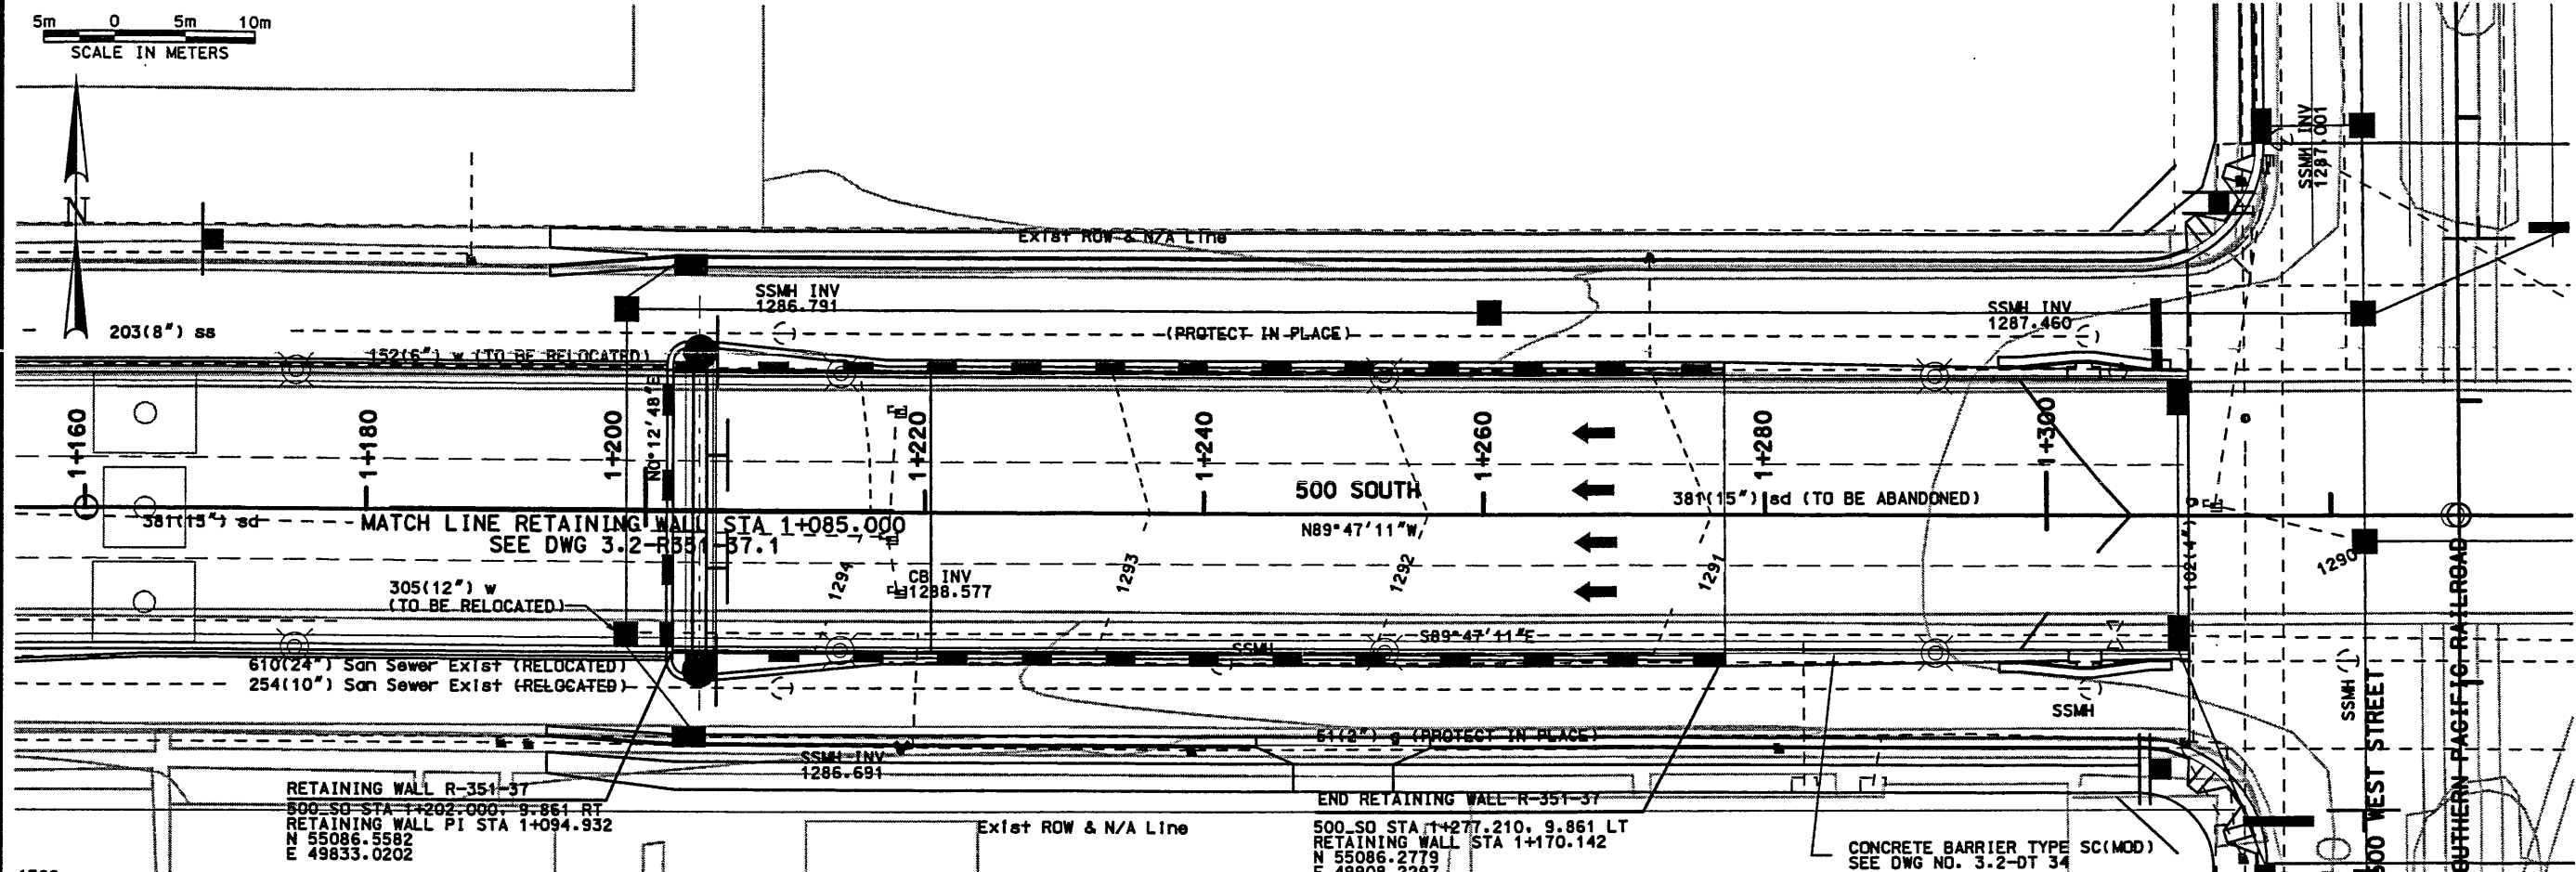 5m 0 5m 10m
SCALE IN METERS
N
SSMH INV
1287.001
Exist ROW & N/A Line
SSMH INV
1286.791
SSMH INV
1287.460
203(8") ss
(PROTECT IN PLACE)
152(6") w (TO BE RELOCATED)
N0°12'48"E
1+160
1+180
1+200
1+220
1+240
1+260
1+280
1+300
500 SOUTH
N89°47'11"W
381(15") sd (TO BE ABANDONED)
381(15") sd
MATCH LINE RETAINING WALL STA 1+085.000
SEE DWG 3.2-R351-37.1
102(4") g
1290
1294
1293
1292
1291
CB INV
1288.577
305(12") w
(TO BE RELOCATED)
S89°47'11"E
SSMH
610(24") San Sewer Exist (RELOCATED)
254(10") San Sewer Exist (RELOCATED)
SSMH
SSMH
500 WEST STREET
SOUTHERN PACIFIC RAILROAD
51(2") g (PROTECT IN PLACE)
SSMH INV
1286.691
RETAINING WALL R-351-37
500 SO STA 1+202.000, 9.861 RT
RETAINING WALL PI STA 1+094.932
N 55086.5582
E 49833.0202
Exist ROW & N/A Line
END RETAINING WALL R-351-37
500 SO STA 1+277.210, 9.861 LT
RETAINING WALL STA 1+170.142
N 55086.2779
E 49908.2297
CONCRETE BARRIER TYPE SC(MOD)
SEE DWG NO. 3.2-DT 34